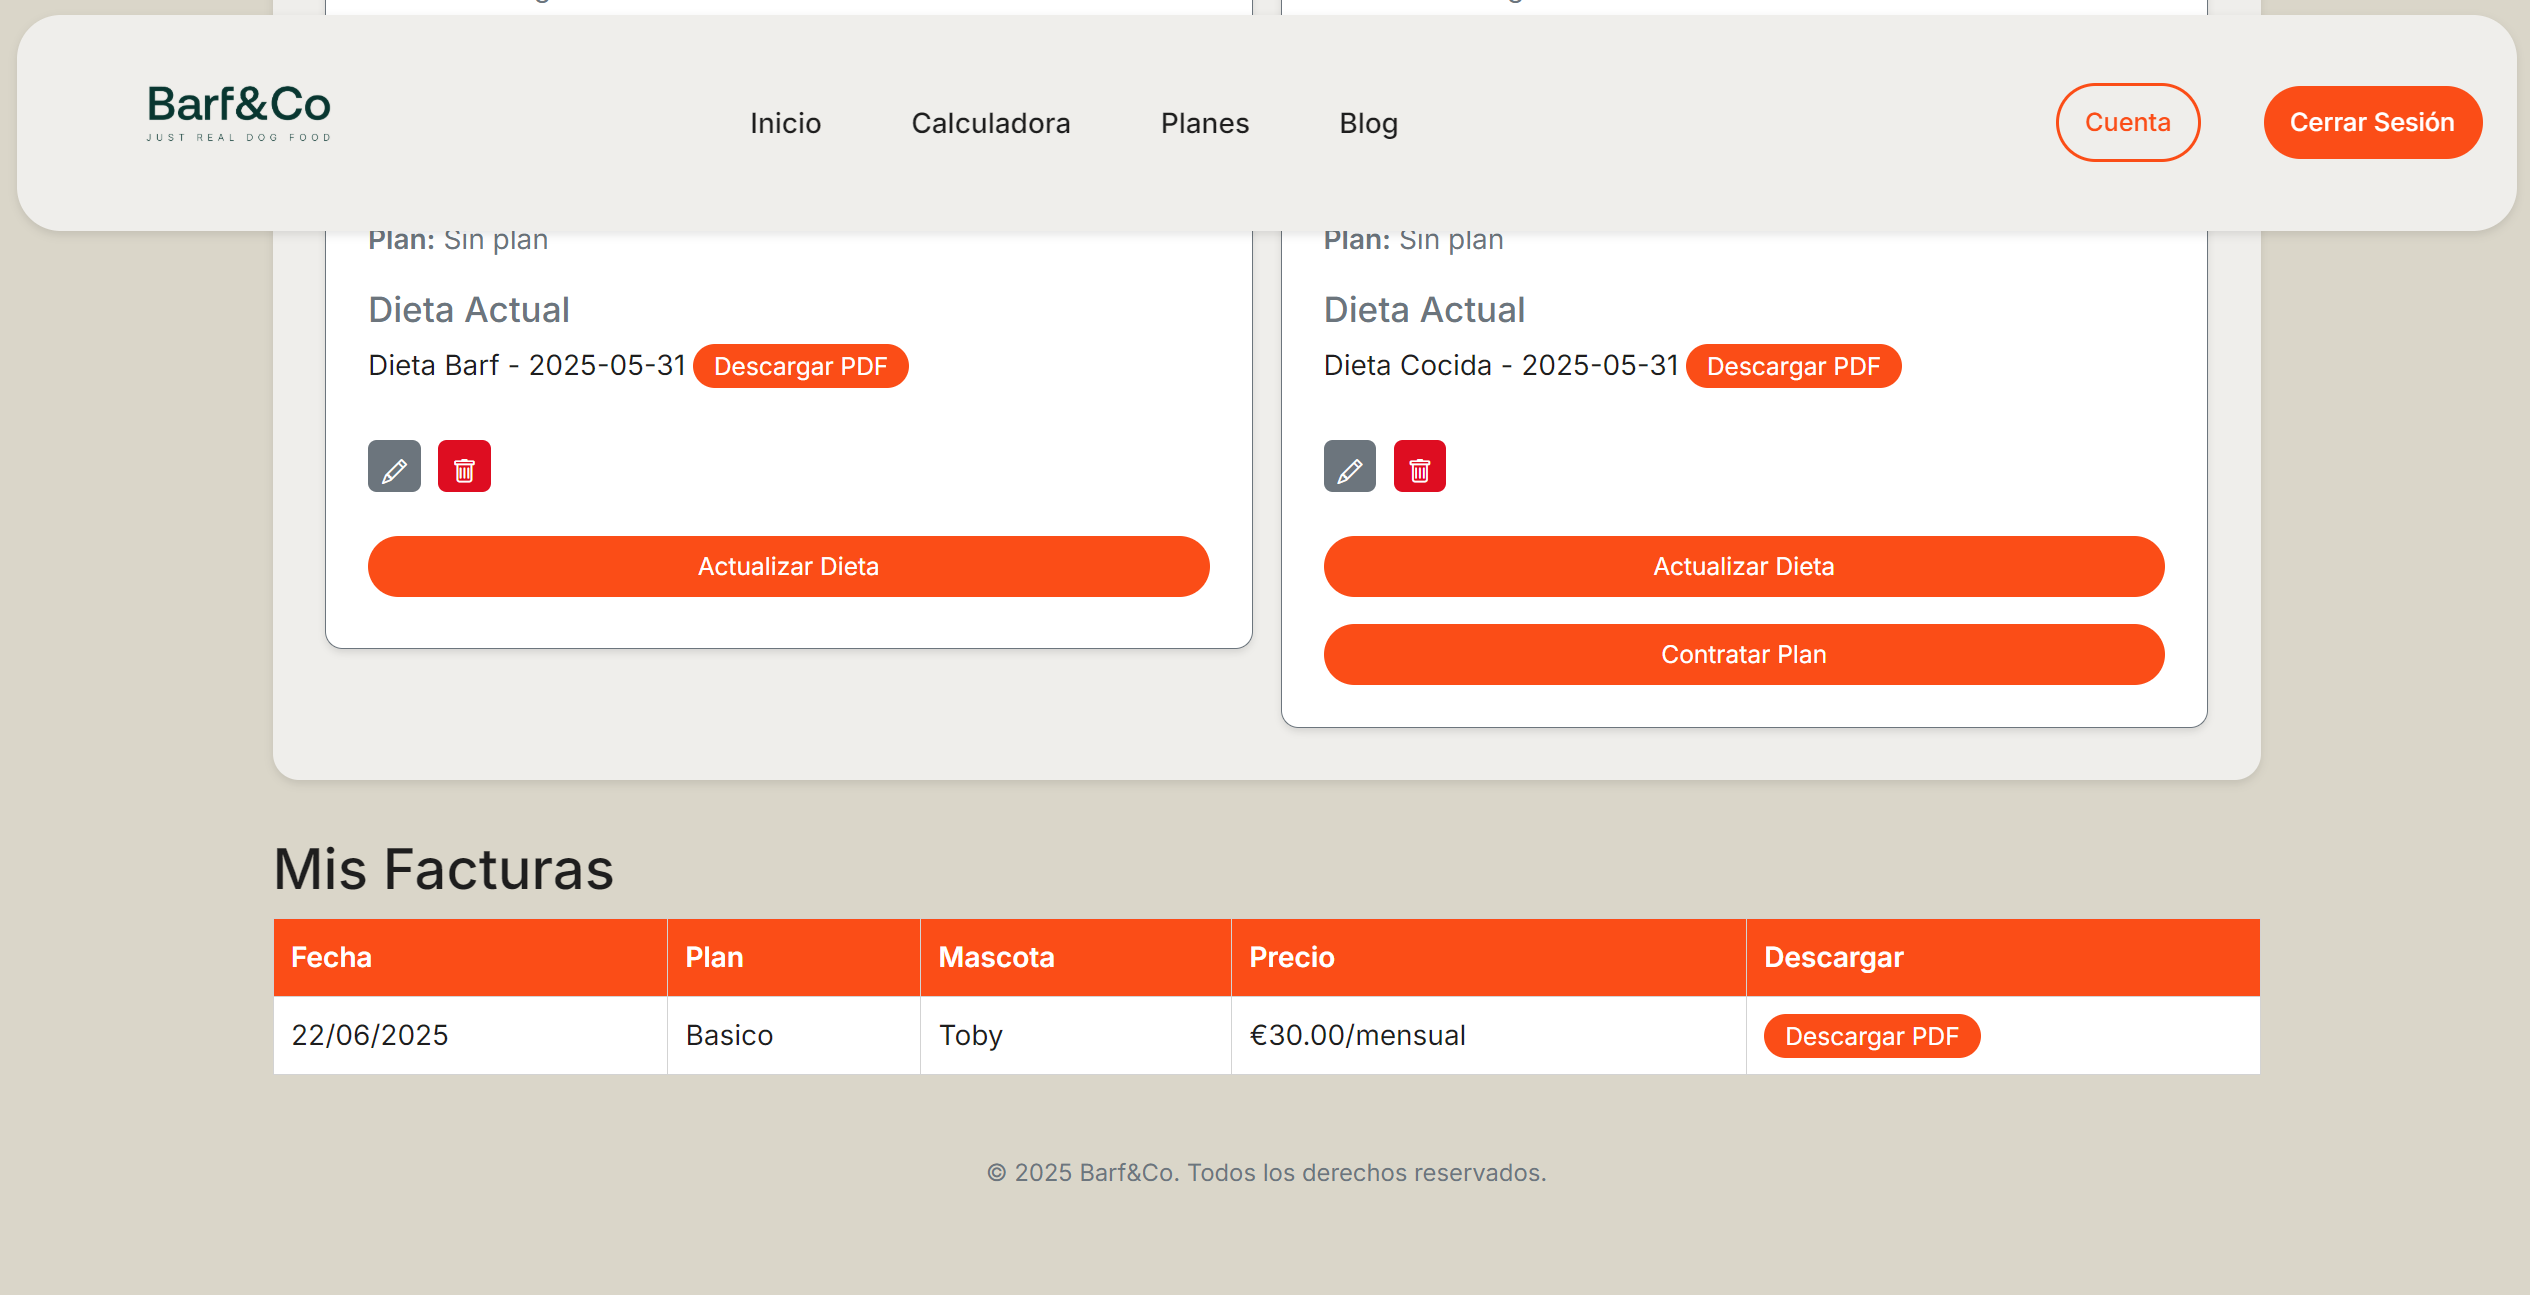 Barf&Co
JUST REAL DOG FOOD
Inicio
Calculadora
Planes
Blog
Cuenta
Cerrar Sesión
Plan: Sin plan
Dieta Actual
Dieta Barf - 2025-05-31 Descargar PDF
Actualizar Dieta
Plan: Sin plan
Dieta Actual
Dieta Cocida - 2025-05-31 Descargar PDF
Actualizar Dieta
Contratar Plan
Mis Facturas
Fecha Plan Mascota Precio Descargar
22/06/2025 Basico Toby €30.00/mensual Descargar PDF
© 2025 Barf&Co. Todos los derechos reservados.